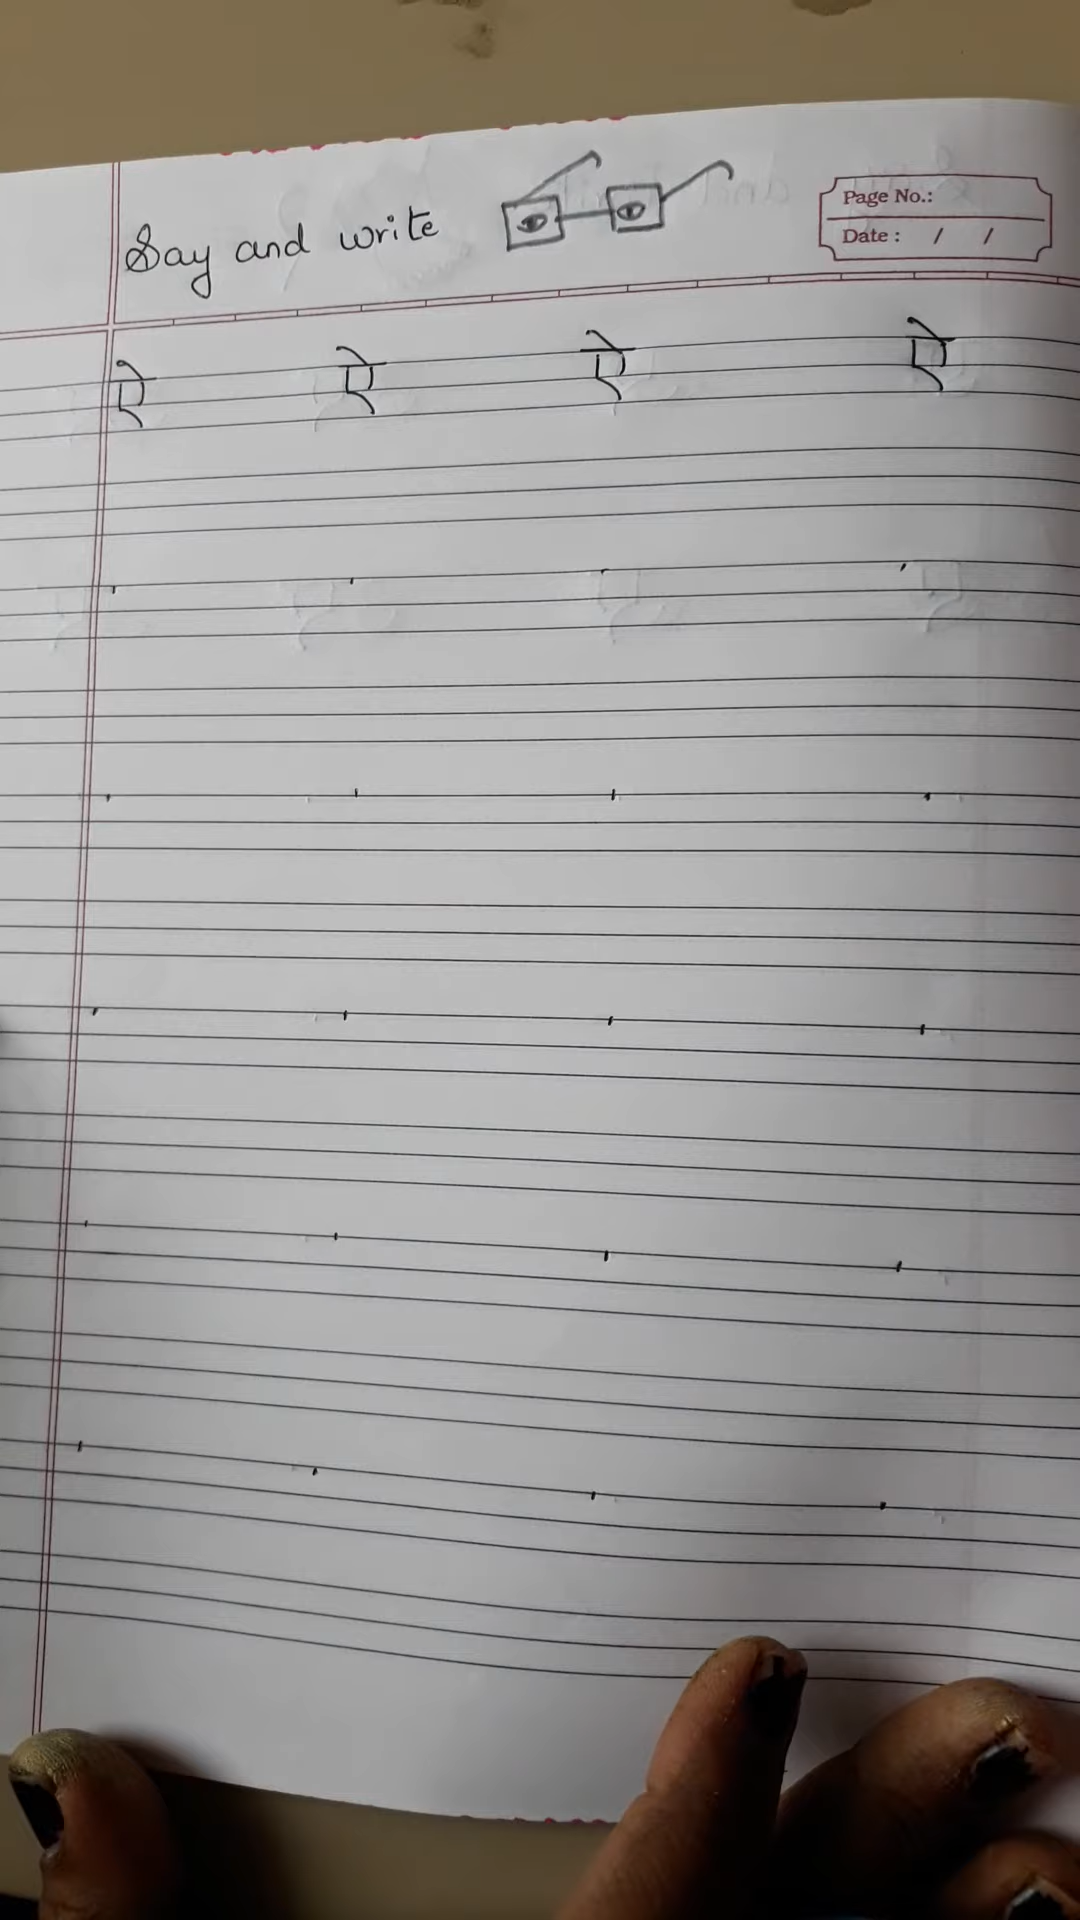 Say and write
Page No.:
Date : / /
ऐ ऐ ऐ ऐ